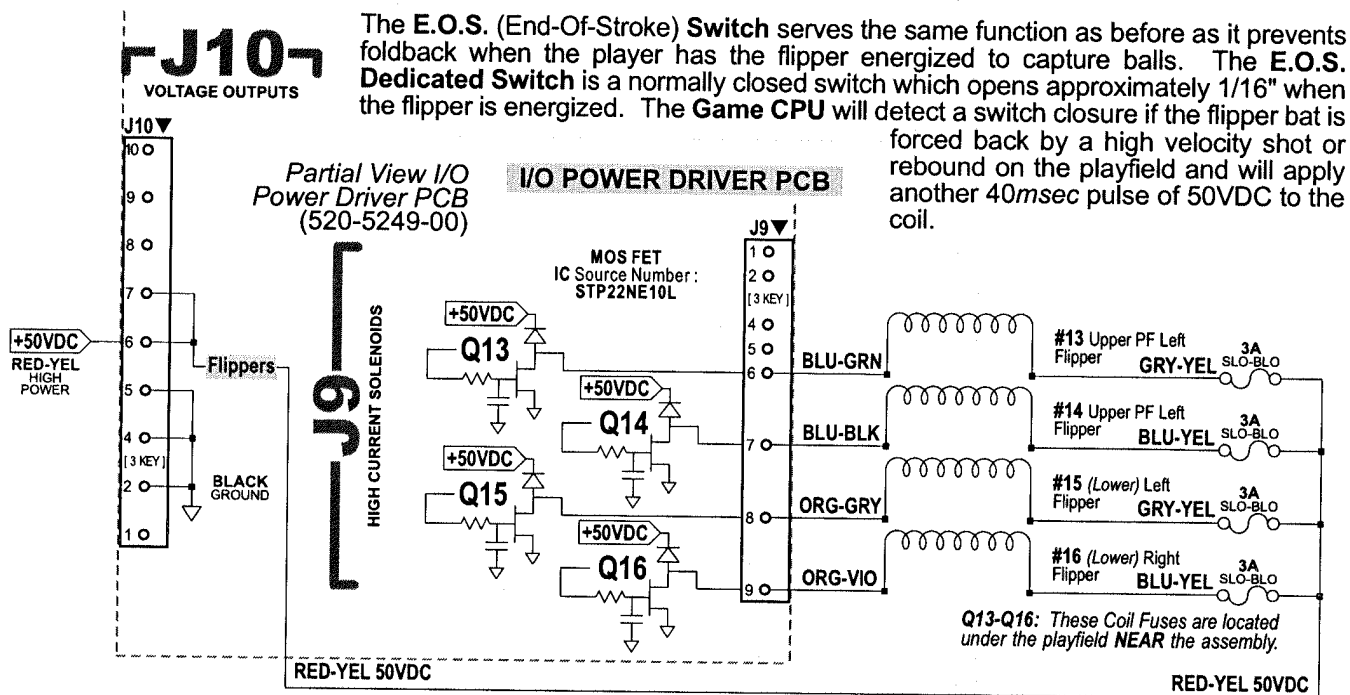 J10
VOLTAGE OUTPUTS
The E.O.S. (End-Of-Stroke) Switch serves the same function as before as it prevents
foldback when the player has the flipper energized to capture balls. The E.O.S.
Dedicated Switch is a normally closed switch which opens approximately 1/16" when
the flipper is energized. The Game CPU will detect a switch closure if the flipper bat is
forced back by a high velocity shot or
rebound on the playfield and will apply
another 40msec pulse of 50VDC to the
coil.
J10▼
10
9
8
7
6
5
4
[ 3 KEY ]
2
1
+50VDC
RED-YEL
HIGH
POWER
Flippers
BLACK
GROUND
Partial View I/O
Power Driver PCB
(520-5249-00)
I/O POWER DRIVER PCB
J9
HIGH CURRENT SOLENOIDS
MOS FET
IC Source Number :
STP22NE10L
J9▼
1
2
[ 3 KEY ]
4
5
6
7
8
9
+50VDC
Q13
+50VDC
Q14
+50VDC
Q15
+50VDC
Q16
BLU-GRN
BLU-BLK
ORG-GRY
ORG-VIO
#13 Upper PF Left
Flipper
GRY-YEL
3A
SLO-BLO
#14 Upper PF Left
Flipper
BLU-YEL
3A
SLO-BLO
#15 (Lower) Left
Flipper
GRY-YEL
3A
SLO-BLO
#16 (Lower) Right
Flipper
BLU-YEL
3A
SLO-BLO
Q13-Q16: These Coil Fuses are located
under the playfield NEAR the assembly.
RED-YEL 50VDC
RED-YEL 50VDC